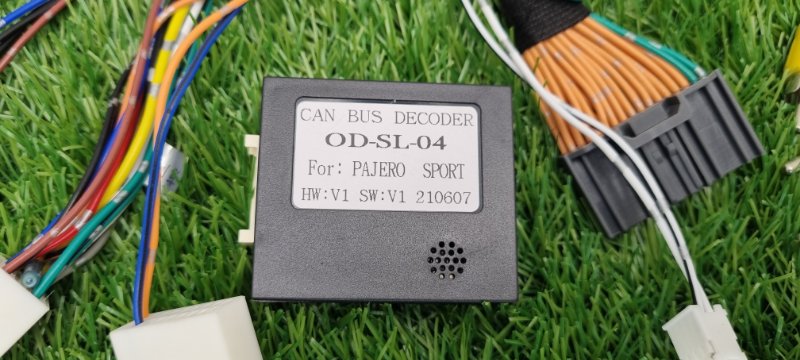 CAN BUS DECODER
OD-SL-04
For: PAJERO SPORT
HW:V1 SW:V1 210607